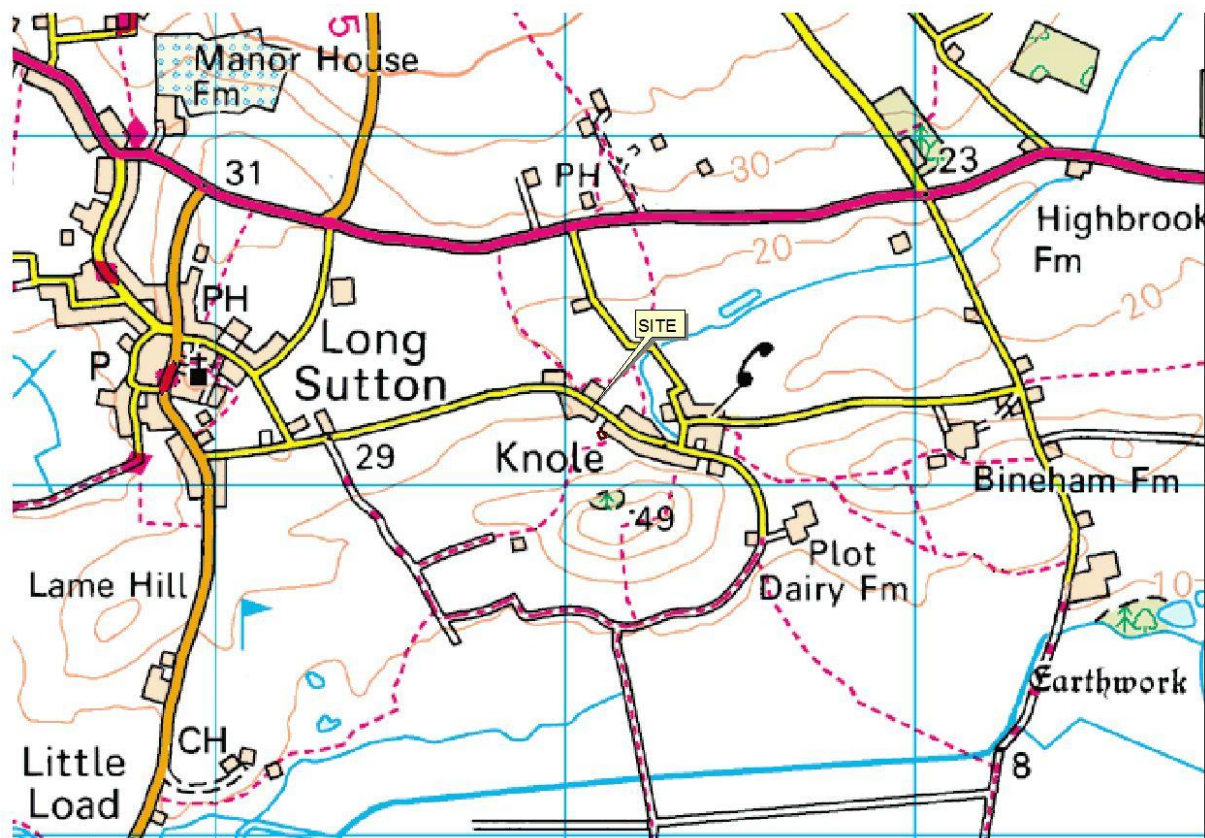 5
Manor House
Fm
31
PH
30
23
Highbrook
Fm
20
20
PH
SITE
Long
Sutton
P
29
Knole
Bineham Fm
49
Plot
Dairy Fm
Lame Hill
10
Earthwork
CH
Little
Load
8